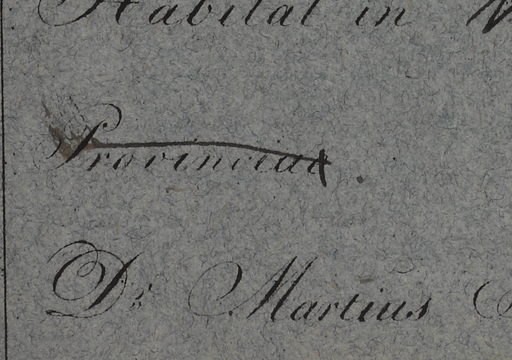 Habitat in
Provinciae
Dr. Martius